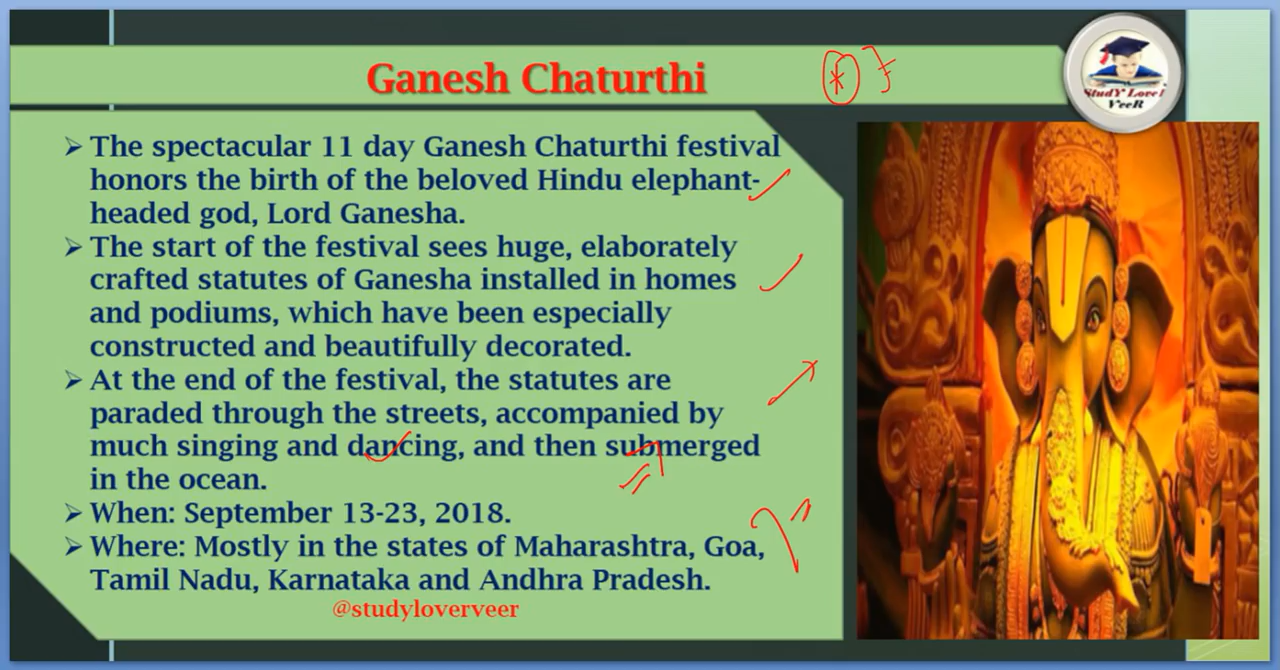 Ganesh Chaturthi
StudY LoveR
VeeR
➢ The spectacular 11 day Ganesh Chaturthi festival
honors the birth of the beloved Hindu elephant-
headed god, Lord Ganesha.
➢ The start of the festival sees huge, elaborately
crafted statutes of Ganesha installed in homes
and podiums, which have been especially
constructed and beautifully decorated.
➢ At the end of the festival, the statutes are
paraded through the streets, accompanied by
much singing and dancing, and then submerged
in the ocean.
➢ When: September 13-23, 2018.
➢ Where: Mostly in the states of Maharashtra, Goa,
Tamil Nadu, Karnataka and Andhra Pradesh.
@studyloverveer